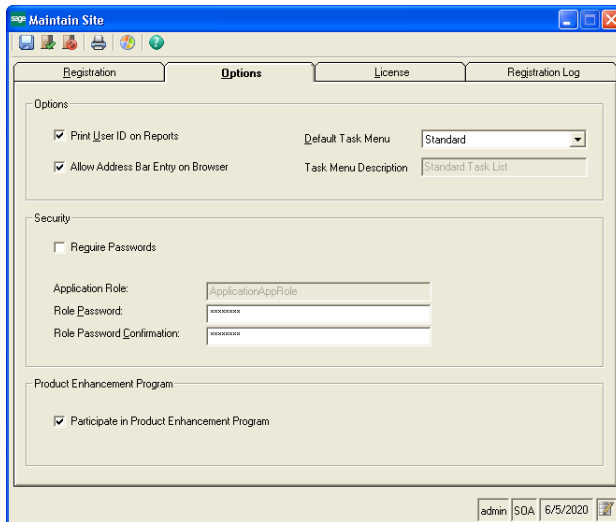 sage Maintain Site
Registration Options License Registration Log
Options
Print User ID on Reports Default Task Menu Standard
Allow Address Bar Entry on Browser Task Menu Description Standard Task List
Security
Require Passwords
Application Role: ApplicationAppRole
Role Password: xxxxxxxx
Role Password Confirmation: xxxxxxxx
Product Enhancement Program
Participate in Product Enhancement Program
admin SOA 6/5/2020